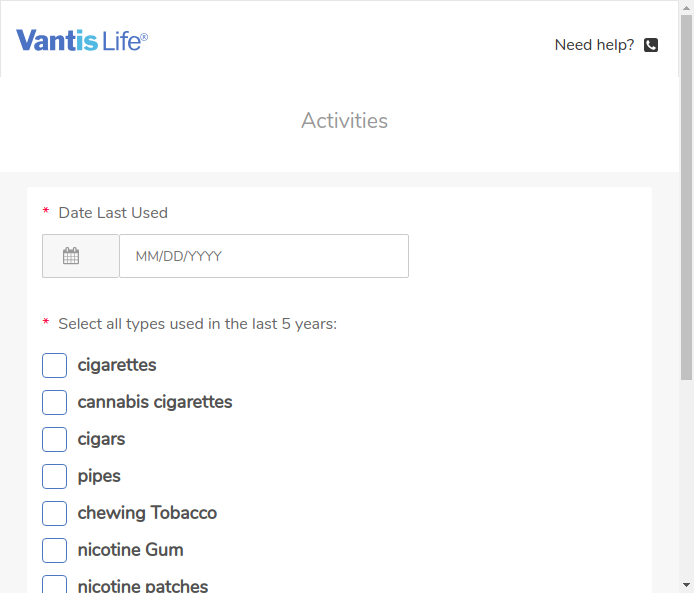 Vantis Life®
Need help?
Activities
* Date Last Used
MM/DD/YYYY
* Select all types used in the last 5 years:
cigarettes
cannabis cigarettes
cigars
pipes
chewing Tobacco
nicotine Gum
nicotine patches